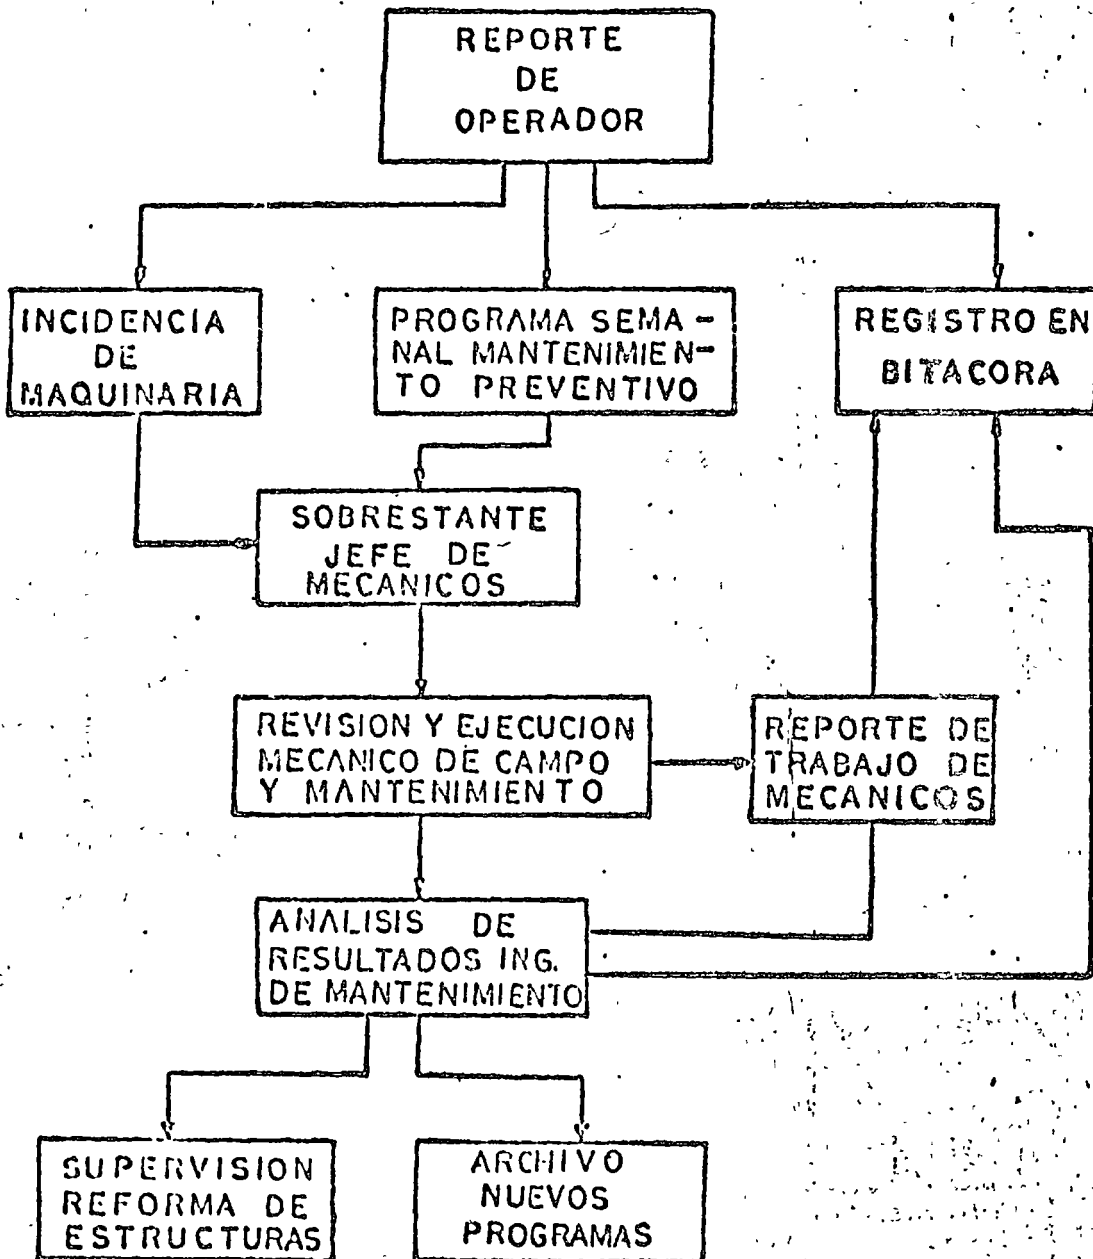 REPORTE
DE
OPERADOR
INCIDENCIA
DE
MAQUINARIA
PROGRAMA SEMA-
NAL MANTENIMIEN-
TO PREVENTIVO
REGISTRO EN
BITACORA
SOBRESTANTE
JEFE DE
MECANICOS
REVISION Y EJECUCION
MECANICO DE CAMPO
Y MANTENIMIENTO
REPORTE DE
TRABAJO DE
MECANICOS
ANALISIS DE
RESULTADOS ING.
DE MANTENIMIENTO
SUPERVISION
REFORMA DE
ESTRUCTURAS
ARCHIVO
NUEVOS
PROGRAMAS